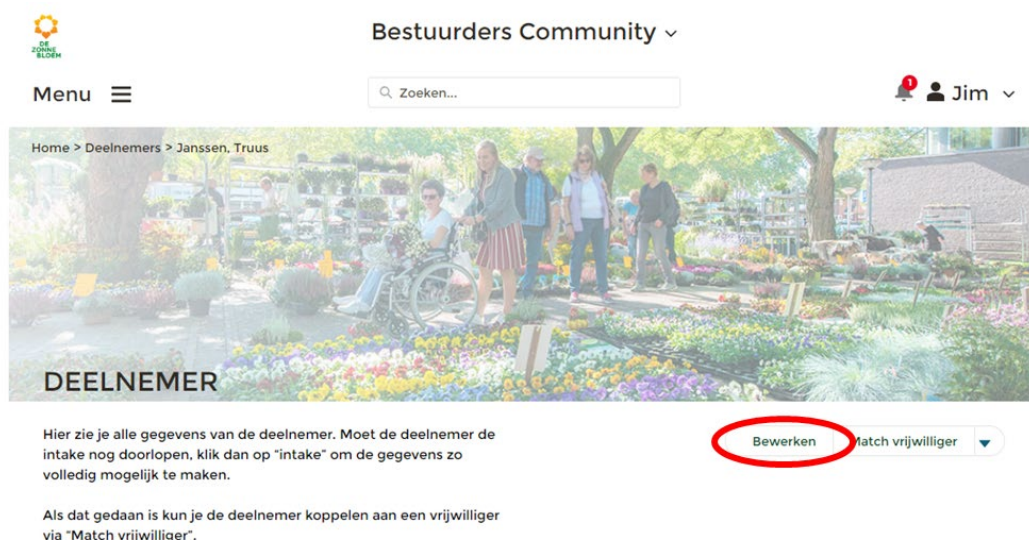 DE
ZONNE
BLOEM
Bestuurders Community
Menu
Zoeken...
1
Jim
Home > Deelnemers > Janssen, Truus
DEELNEMER
Hier zie je alle gegevens van de deelnemer. Moet de deelnemer de
intake nog doorlopen, klik dan op "intake" om de gegevens zo
volledig mogelijk te maken.
Bewerken
Match vrijwilliger
Als dat gedaan is kun je de deelnemer koppelen aan een vrijwilliger
via "Match vrijwilliger".